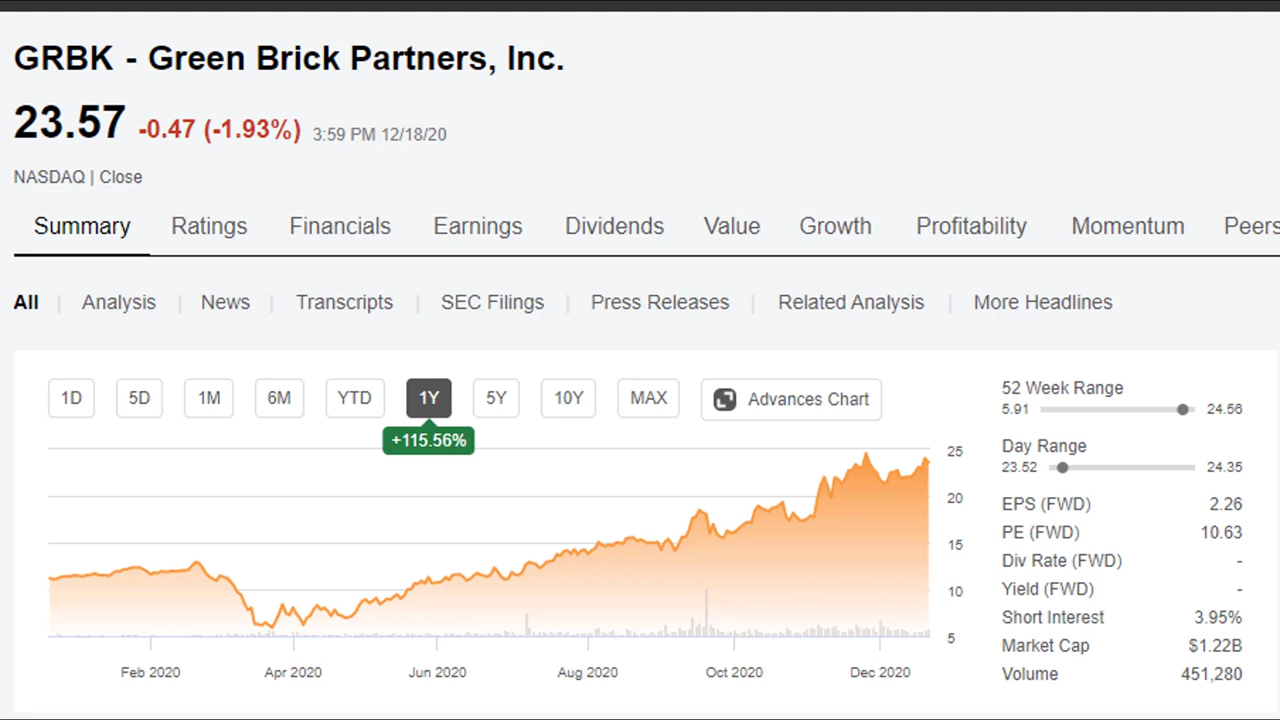 GRBK - Green Brick Partners, Inc.
23.57 -0.47 (-1.93%) 3:59 PM 12/18/20
NASDAQ | Close
Summary Ratings Financials Earnings Dividends Value Growth Profitability Momentum Peers
All | Analysis | News | Transcripts | SEC Filings | Press Releases | Related Analysis | More Headlines
1D 5D 1M 6M YTD 1Y 5Y 10Y MAX Advances Chart
+115.56%
25
20
15
10
5
Feb 2020 Apr 2020 Jun 2020 Aug 2020 Oct 2020 Dec 2020
52 Week Range
5.91 24.56
Day Range
23.52 24.35
EPS (FWD) 2.26
PE (FWD) 10.63
Div Rate (FWD) -
Yield (FWD) -
Short Interest 3.95%
Market Cap $1.22B
Volume 451,280